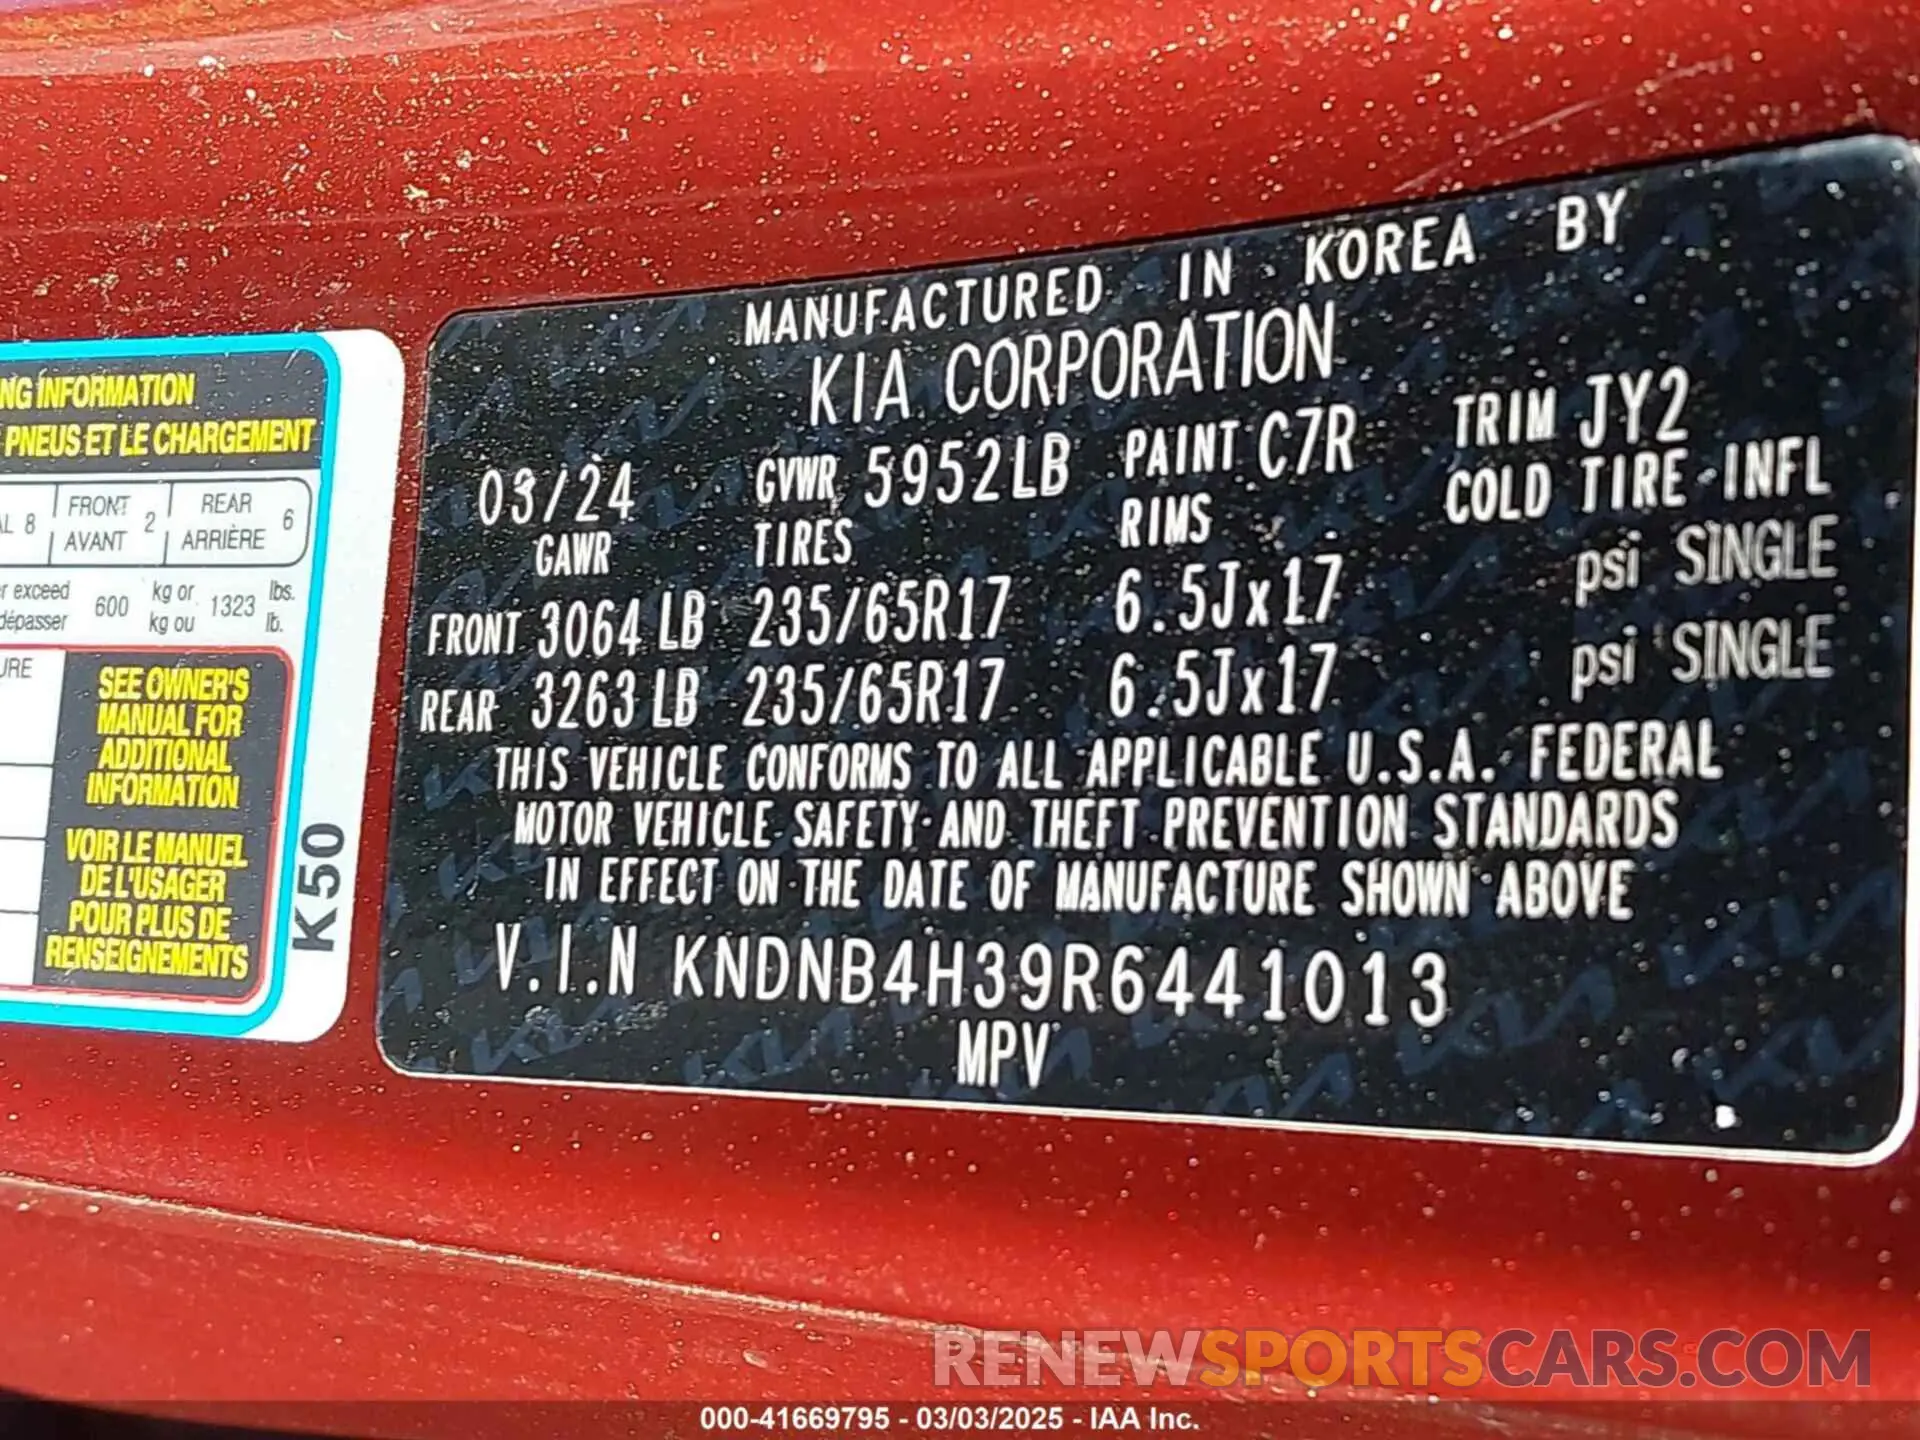 NG INFORMATION
PNEUS ET LE CHARGEMENT
L 8 FRONT AVANT 2 REAR ARRIÈRE 6
r exceed 600 kg or 1323 lbs.
dépasser kg ou lb.
URE
SEE OWNER'S
MANUAL FOR
ADDITIONAL
INFORMATION
VOIR LE MANUEL
DE L'USAGER
POUR PLUS DE
RENSEIGNEMENTS
K50
MANUFACTURED IN KOREA BY
KIA CORPORATION
03/24 GVWR 5952LB PAINT C7R TRIM JY2
GAWR TIRES RIMS COLD TIRE INFL
FRONT 3064 LB 235/65R17 6.5Jx17 psi SINGLE
REAR 3263 LB 235/65R17 6.5Jx17 psi SINGLE
THIS VEHICLE CONFORMS TO ALL APPLICABLE U.S.A. FEDERAL
MOTOR VEHICLE SAFETY AND THEFT PREVENTION STANDARDS
IN EFFECT ON THE DATE OF MANUFACTURE SHOWN ABOVE
V.I.N KNDNB4H39R6441013
MPV
RENEWSPORTSCARS.COM
000-41669795 - 03/03/2025 - IAA Inc.